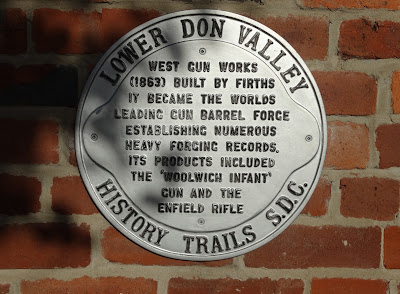 LOWER DON VALLEY
WEST GUN WORKS
(1863) BUILT BY FIRTHS
IT BECAME THE WORLDS
LEADING GUN BARREL FORCE
ESTABLISHING NUMEROUS
HEAVY FORGING RECORDS.
ITS PRODUCTS INCLUDED
THE "WOOLWICH INFANT"
GUN AND THE
ENFIELD RIFLE
HISTORY TRAILS S.D.C.